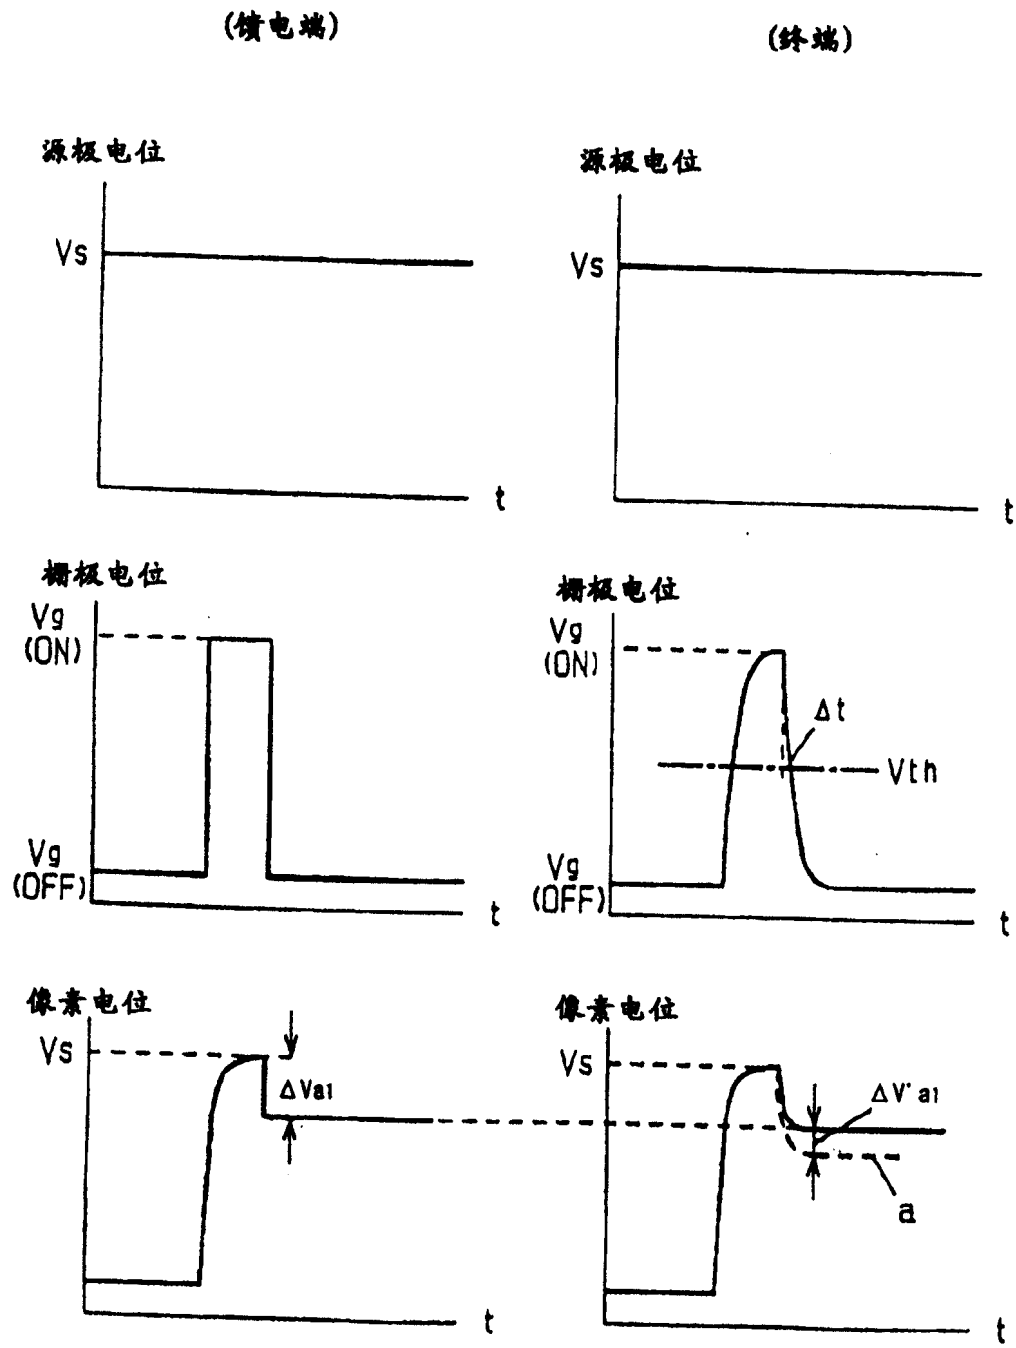 (馈电端)
(终端)
源极电位
Vs
t
源极电位
Vs
t
栅极电位
Vg
(ON)
Vg
(OFF)
t
栅极电位
Vg
(ON)
Δt
Vth
Vg
(OFF)
t
像素电位
Vs
ΔVa1
t
像素电位
Vs
ΔV'a1
a
t